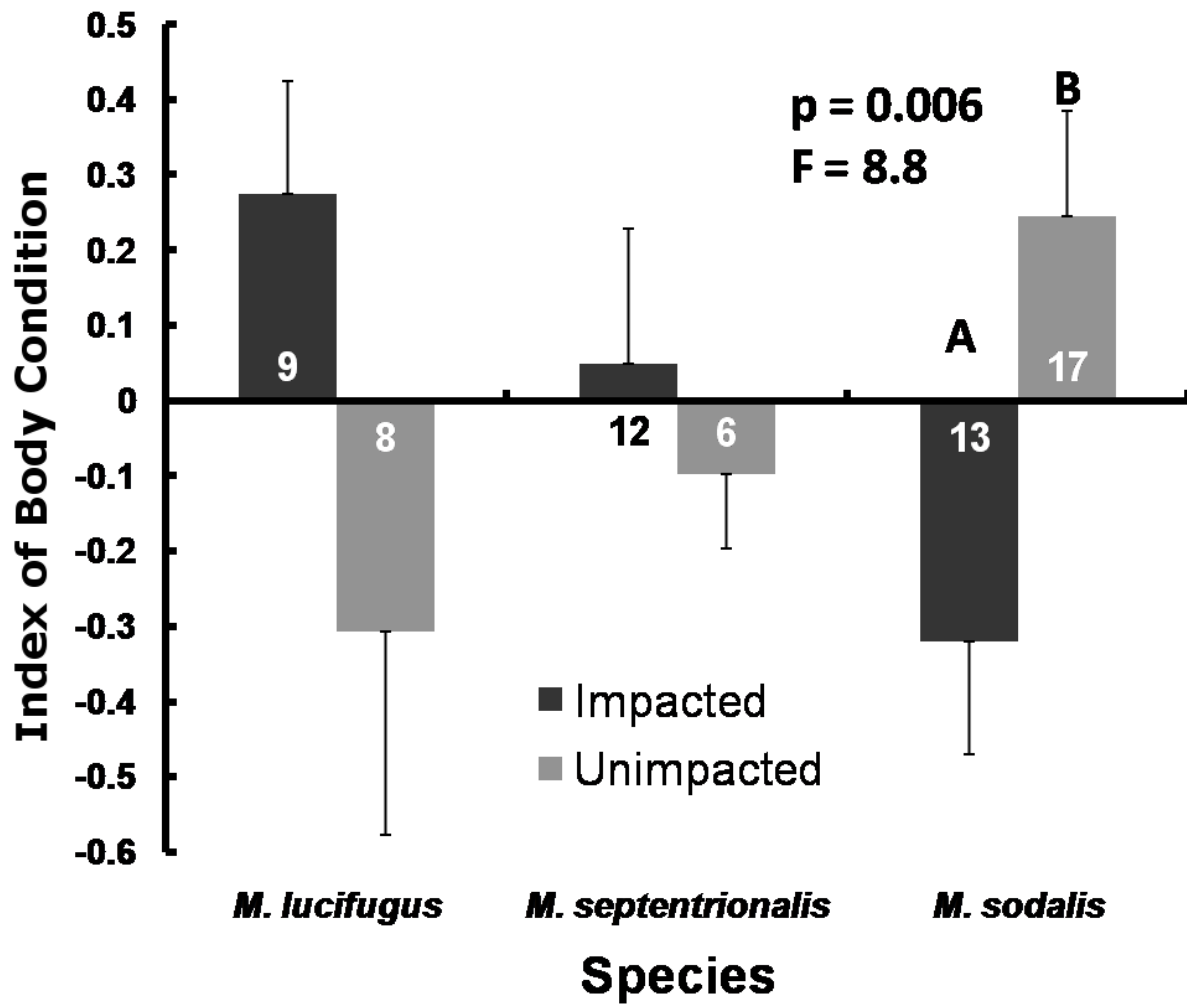 0.5
0.4
0.3
0.2
0.1
0
-0.1
-0.2
-0.3
-0.4
-0.5
-0.6
Index of Body Condition
p = 0.006
F = 8.8
B
A
9
8
12
6
13
17
Impacted
Unimpacted
M. lucifugus
M. septentrionalis
M. sodalis
Species